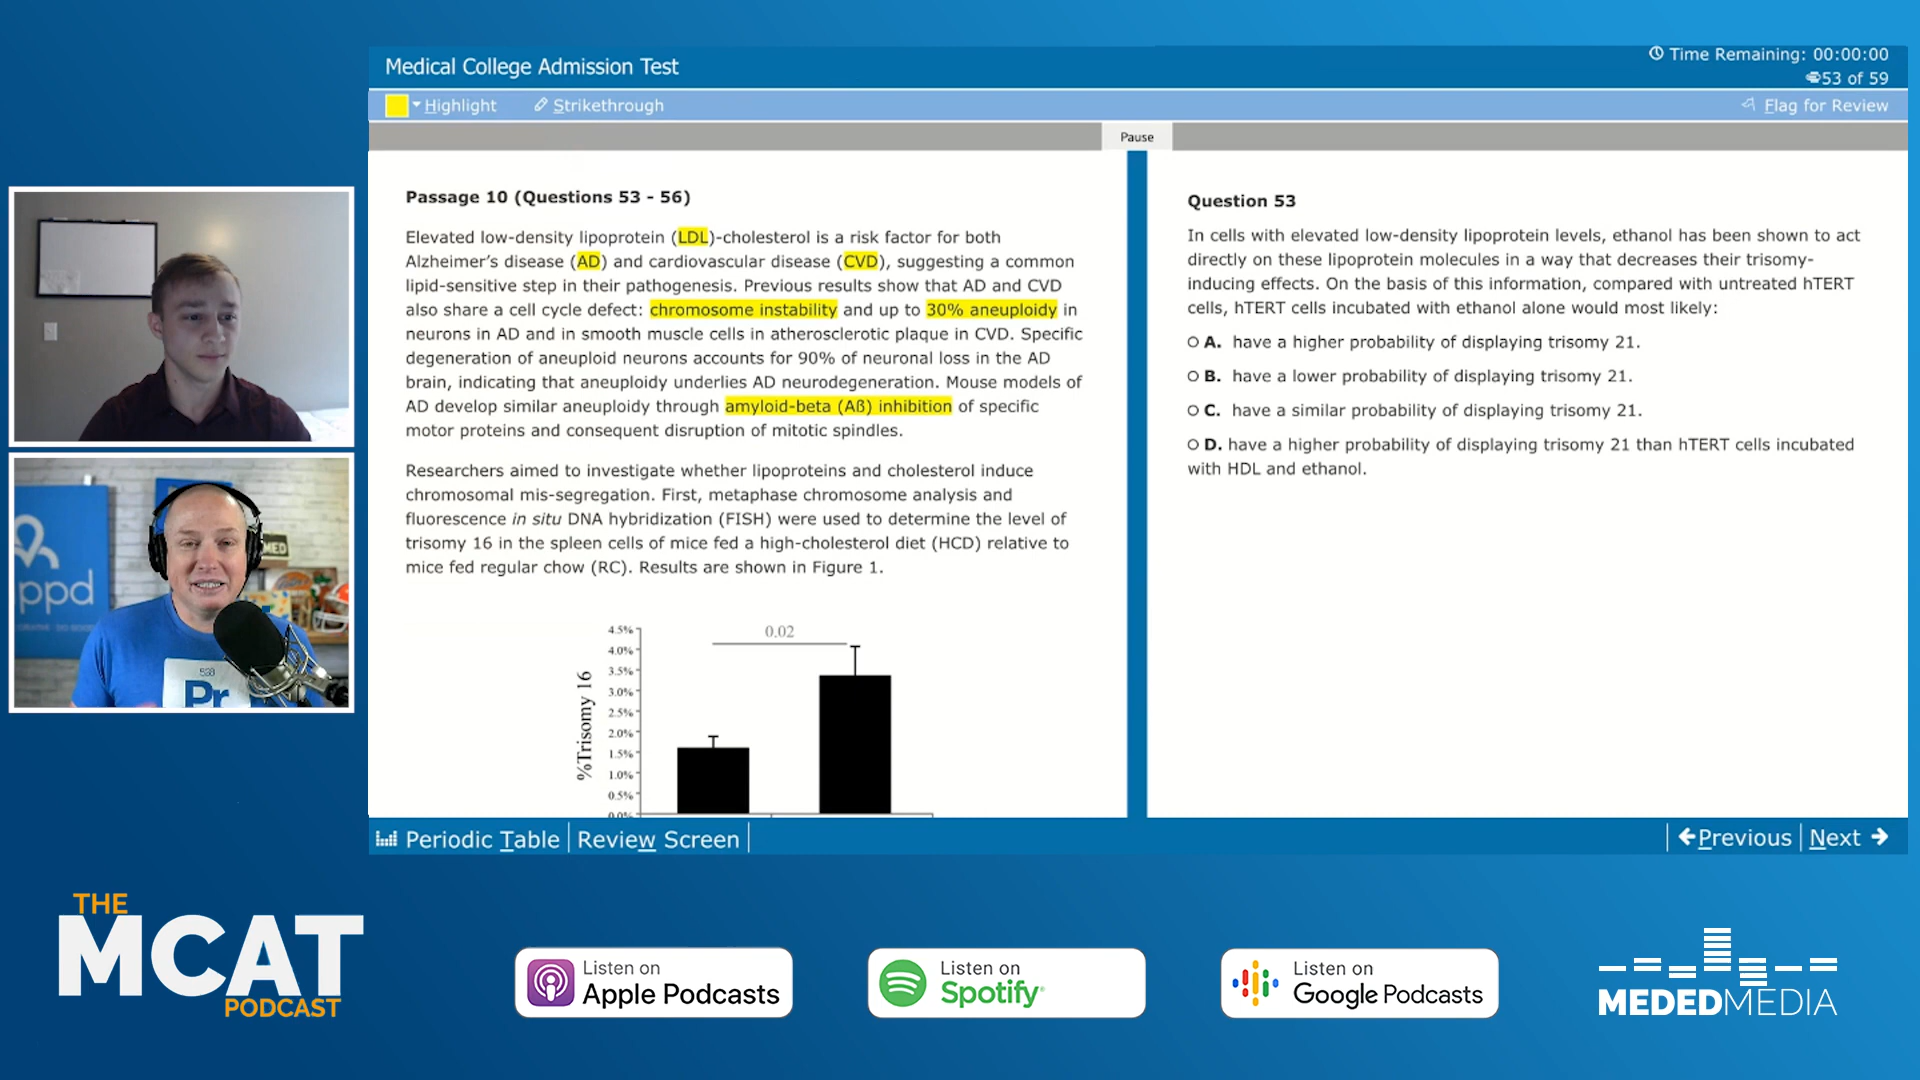 Medical College Admission Test
Time Remaining: 00:00:00
53 of 59
Highlight
Strikethrough
Flag for Review
Pause
Passage 10 (Questions 53 - 56)
Elevated low-density lipoprotein (LDL)-cholesterol is a risk factor for both
Alzheimer's disease (AD) and cardiovascular disease (CVD), suggesting a common
lipid-sensitive step in their pathogenesis. Previous results show that AD and CVD
also share a cell cycle defect: chromosome instability and up to 30% aneuploidy in
neurons in AD and in smooth muscle cells in atherosclerotic plaque in CVD. Specific
degeneration of aneuploid neurons accounts for 90% of neuronal loss in the AD
brain, indicating that aneuploidy underlies AD neurodegeneration. Mouse models of
AD develop similar aneuploidy through amyloid-beta (Aß) inhibition of specific
motor proteins and consequent disruption of mitotic spindles.
Researchers aimed to investigate whether lipoproteins and cholesterol induce
chromosomal mis-segregation. First, metaphase chromosome analysis and
fluorescence in situ DNA hybridization (FISH) were used to determine the level of
trisomy 16 in the spleen cells of mice fed a high-cholesterol diet (HCD) relative to
mice fed regular chow (RC). Results are shown in Figure 1.
%Trisomy 16
4.5%
4.0%
3.5%
3.0%
2.5%
2.0%
1.5%
1.0%
0.5%
0.0%
0.02
Question 53
In cells with elevated low-density lipoprotein levels, ethanol has been shown to act
directly on these lipoprotein molecules in a way that decreases their trisomy-
inducing effects. On the basis of this information, compared with untreated hTERT
cells, hTERT cells incubated with ethanol alone would most likely:
A. have a higher probability of displaying trisomy 21.
B. have a lower probability of displaying trisomy 21.
C. have a similar probability of displaying trisomy 21.
D. have a higher probability of displaying trisomy 21 than hTERT cells incubated
with HDL and ethanol.
Periodic Table
Review Screen
Previous
Next
ppd
MED
Pr
THE
MCAT
PODCAST
Listen on
Apple Podcasts
Listen on
Spotify
Listen on
Google Podcasts
MEDEDMEDIA